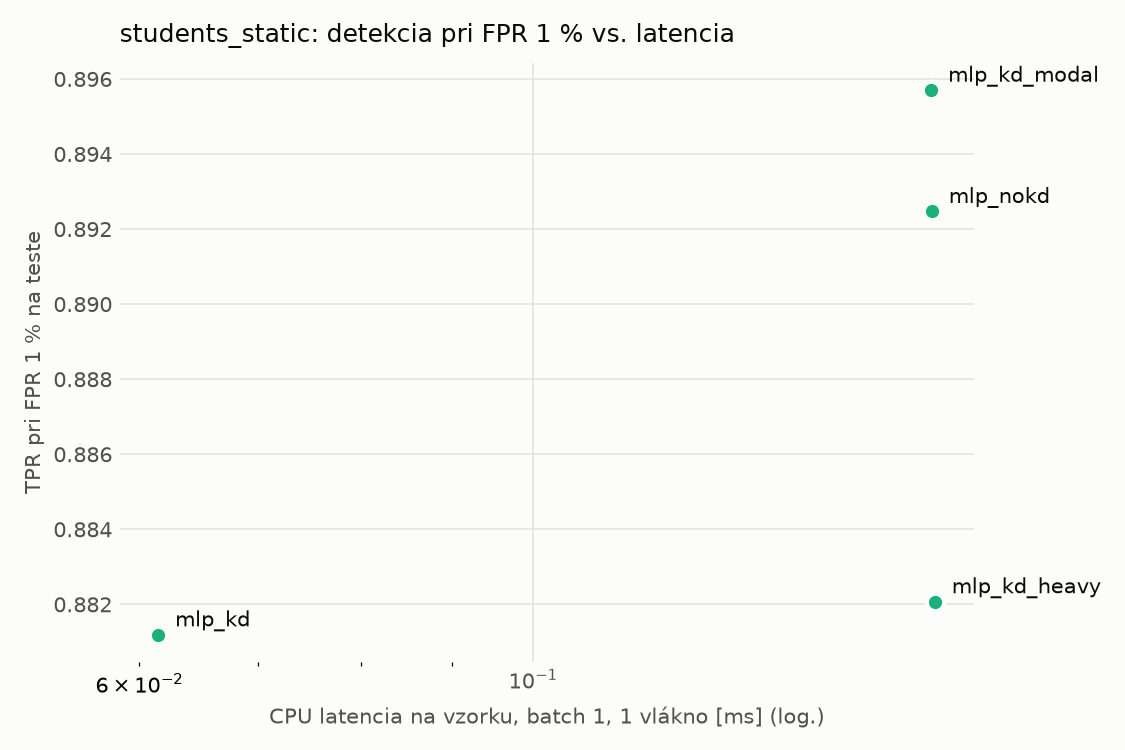 students_static: detekcia pri FPR 1 % vs. latencia
TPR pri FPR 1 % na teste
0.896
0.894
0.892
0.890
0.888
0.886
0.884
0.882
mlp_kd_modal
mlp_nokd
mlp_kd_heavy
mlp_kd
6 × 10⁻²
10⁻¹
CPU latencia na vzorku, batch 1, 1 vlákno [ms] (log.)